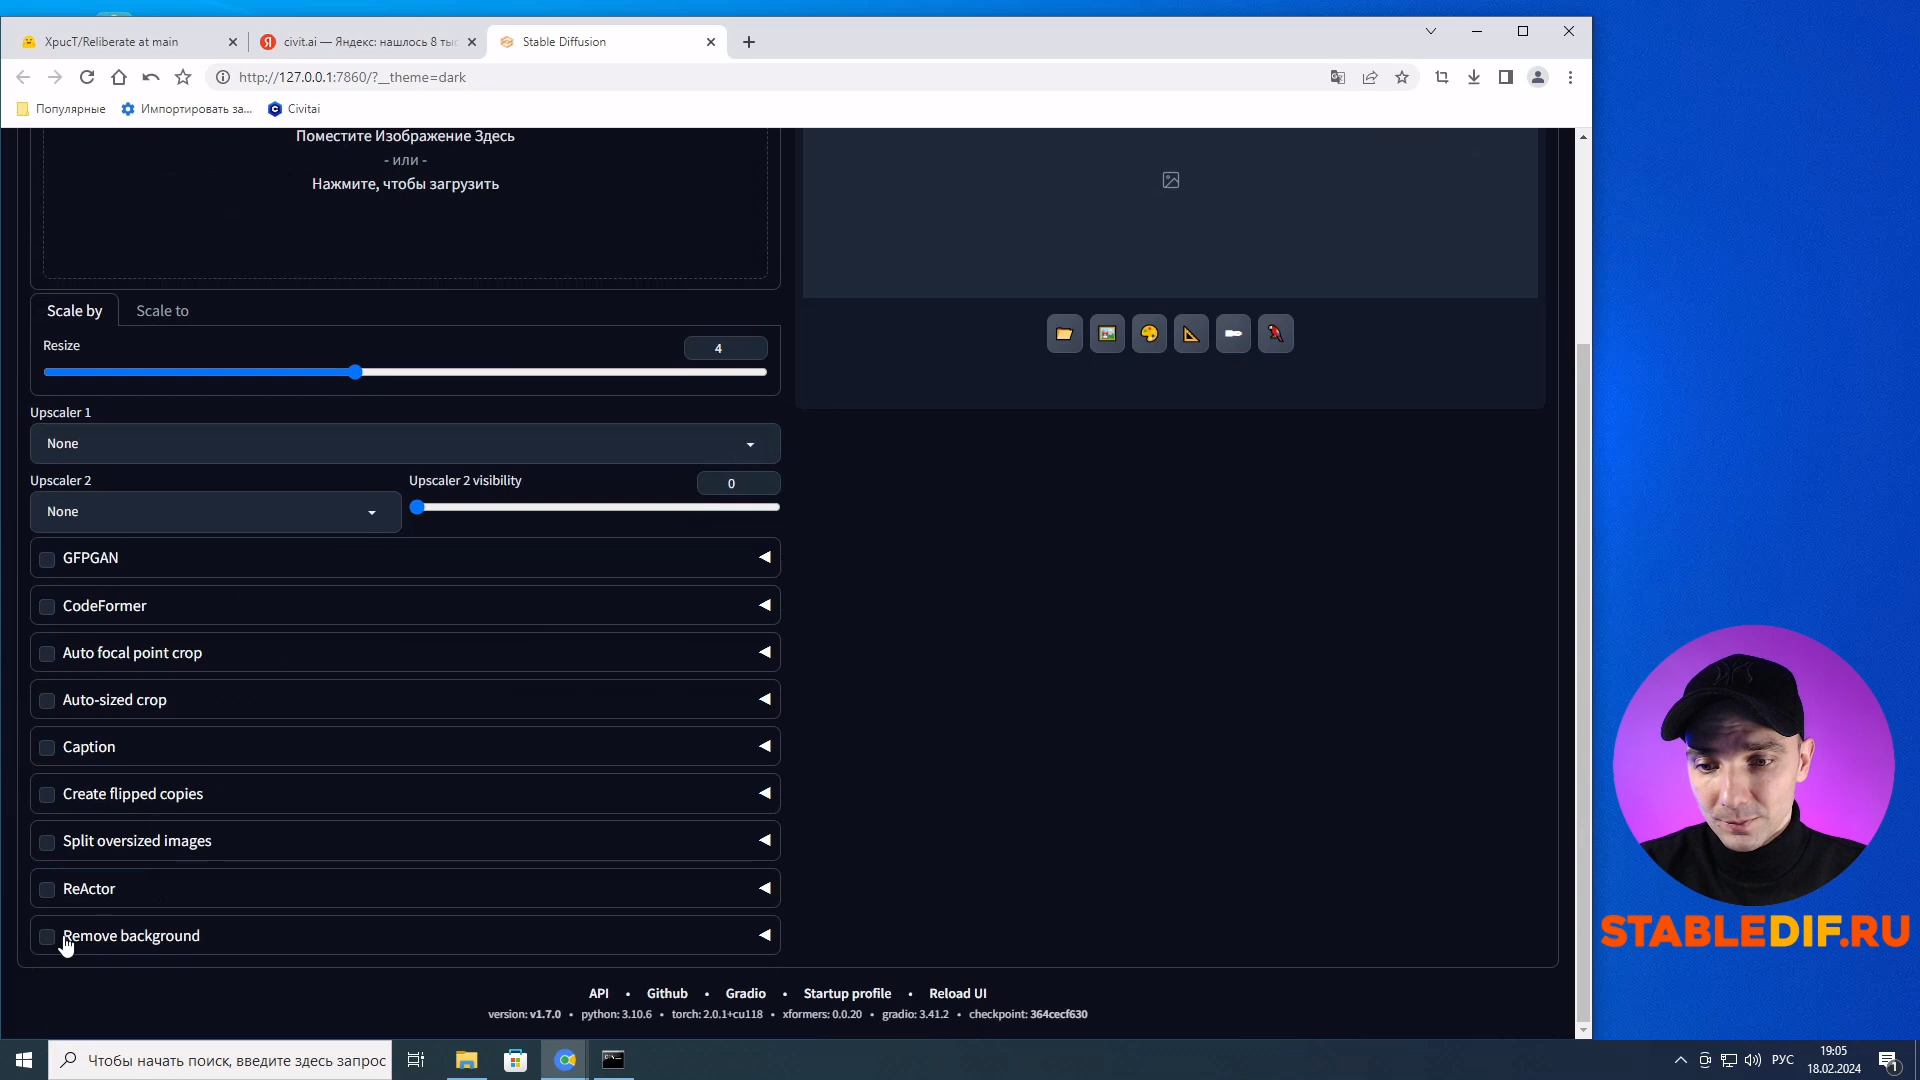 XpucT/Reliberate at main
civit.ai — Яндекс: нашлось 8 тыс
Stable Diffusion
http://127.0.0.1:7860/?__theme=dark
Популярные
Импортировать за...
Civitai
Поместите Изображение Здесь
- или -
Нажмите, чтобы загрузить
Scale by
Scale to
Resize
4
Upscaler 1
None
Upscaler 2
Upscaler 2 visibility
0
None
GFPGAN
CodeFormer
Auto focal point crop
Auto-sized crop
Caption
Create flipped copies
Split oversized images
ReActor
Remove background
API • Github • Gradio • Startup profile • Reload UI
version: v1.7.0 • python: 3.10.6 • torch: 2.0.1+cu118 • xformers: 0.0.20 • gradio: 3.41.2 • checkpoint: 364cecf630
STABLEDIF.RU
Чтобы начать поиск, введите здесь запрос
РУС
19:05
18.02.2024
1